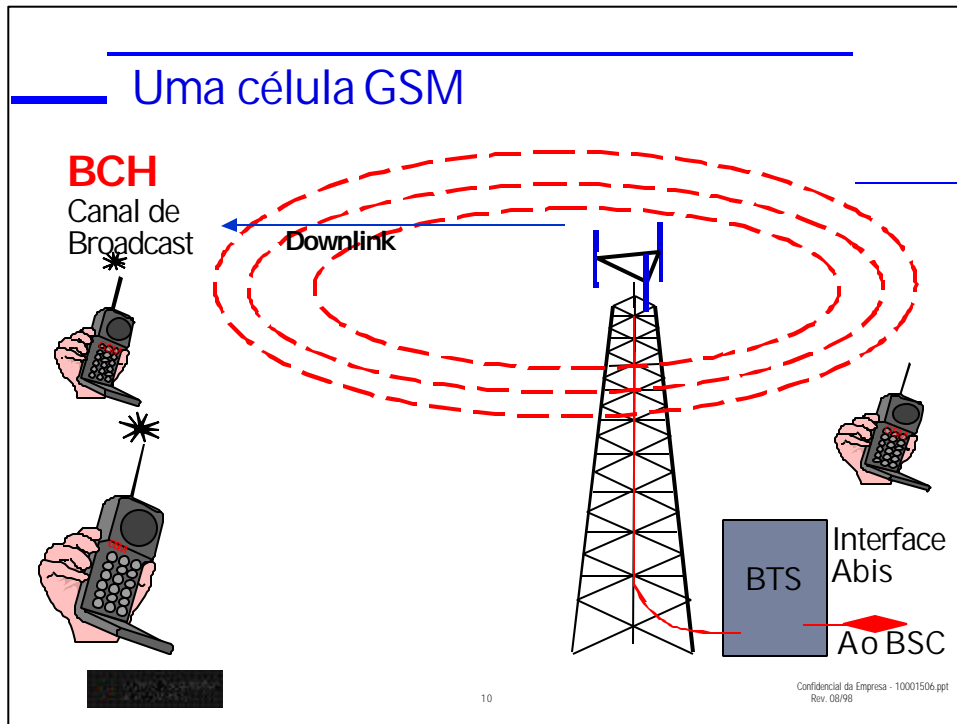 Uma célula GSM
BCH
Canal de
Broadcast
Downlink
BTS
Interface
Abis
Ao BSC
10
Confidencial da Empresa - 10001506.ppt
Rev. 08/98